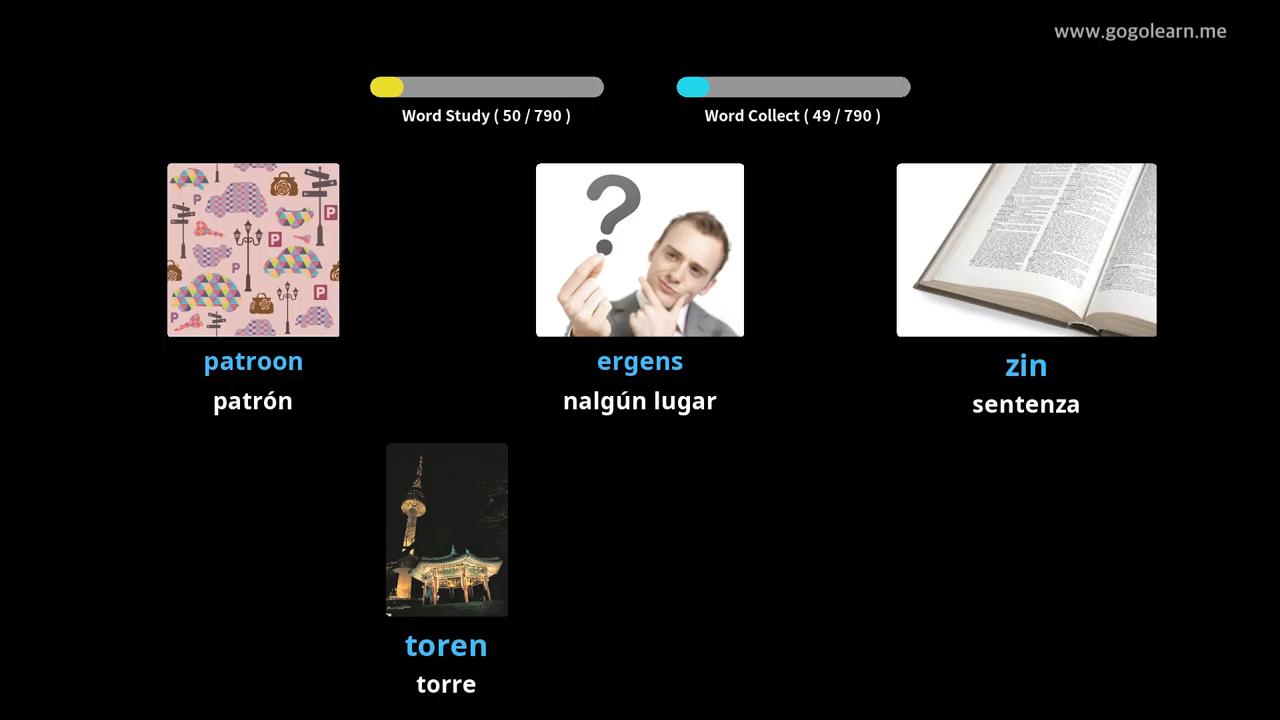 www.gogolearn.me
Word Study ( 50 / 790 )
Word Collect ( 49 / 790 )
P
P
P
P
P
P
patroon
patrón
?
ergens
nalgún lugar
zin
sentenza
toren
torre